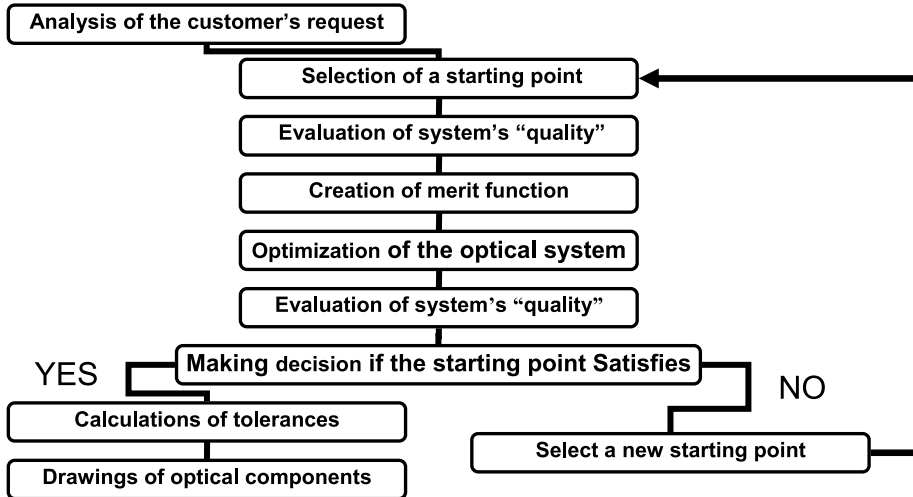 Analysis of the customer’s request
Selection of a starting point
Evaluation of system’s “quality”
Creation of merit function
Optimization of the optical system
Evaluation of system’s “quality”
Making decision if the starting point Satisfies
YES
NO
Calculations of tolerances
Select a new starting point
Drawings of optical components